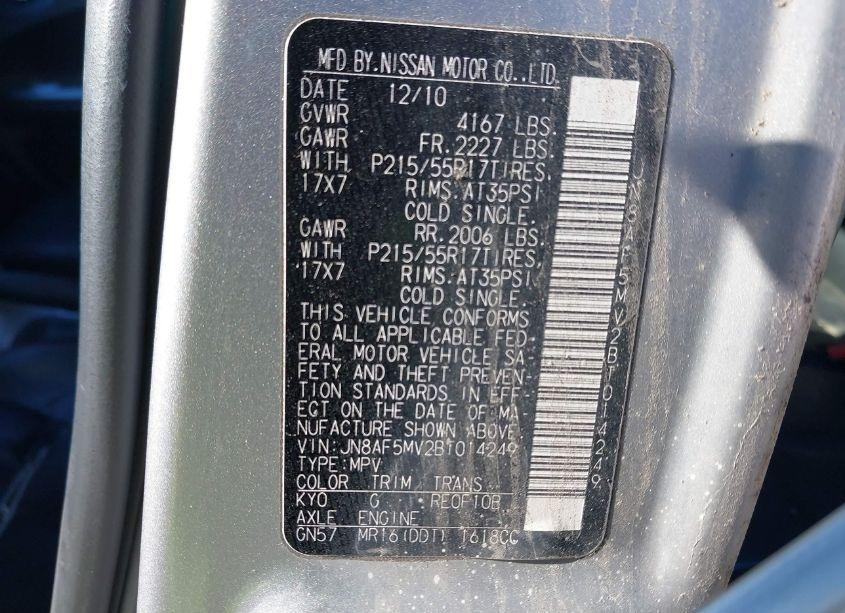 MFD BY.NISSAN MOTOR CO.,LTD.
DATE 12/10
GVWR 4167 LBS.
GAWR FR.2227 LBS.
WITH P215/55R17TIRES.
17X7 RIMS.AT35PSI
COLD SINGLE.
GAWR RR.2006 LBS.
WITH P215/55R17TIRES.
17X7 RIMS.AT35PSI
COLD SINGLE.
THIS VEHICLE CONFORMS
TO ALL APPLICABLE FED-
ERAL MOTOR VEHICLE SA-
FETY AND THEFT PREVEN-
TION STANDARDS IN EFF-
ECT ON THE DATE OF MA-
NUFACTURE SHOWN ABOVE.
VIN:JN8AF5MV2BT014249
TYPE:MPV
COLOR TRIM TRANS
KY0 G RE0F10B
AXLE ENGINE
GN57 MR16(DDT) 1618CC
JN8AF5MV2BT014249